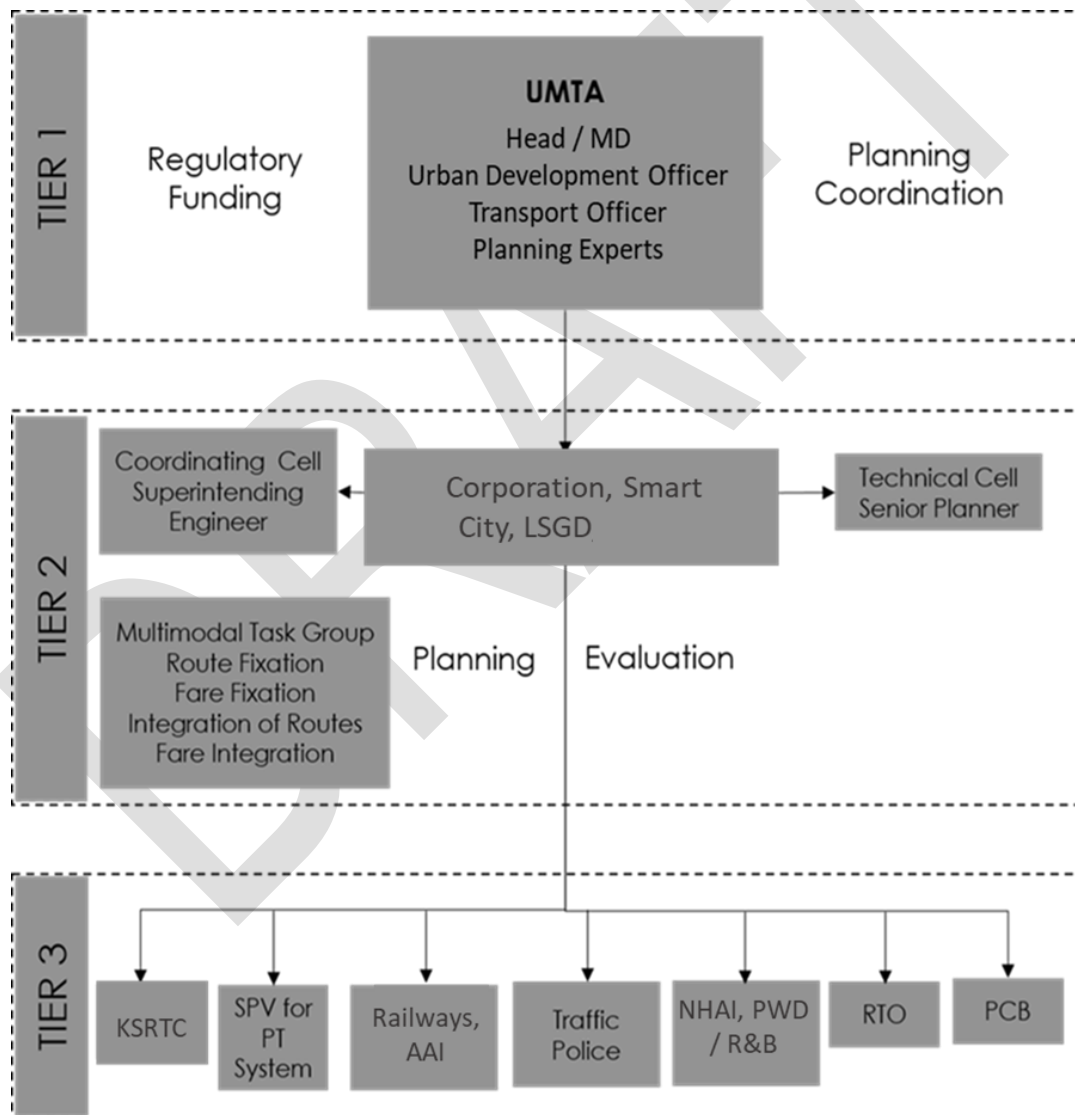 DRAFT
TIER 1
Regulatory
Funding
UMTA
Head / MD
Urban Development Officer
Transport Officer
Planning Experts
Planning
Coordination
TIER 2
Coordinating Cell
Superintending
Engineer
Corporation, Smart
City, LSGD
Technical Cell
Senior Planner
Multimodal Task Group
Route Fixation
Fare Fixation
Integration of Routes
Fare Integration
Planning
Evaluation
TIER 3
KSRTC
SPV for
PT
System
Railways,
AAI
Traffic
Police
NHAI, PWD
/ R&B
RTO
PCB